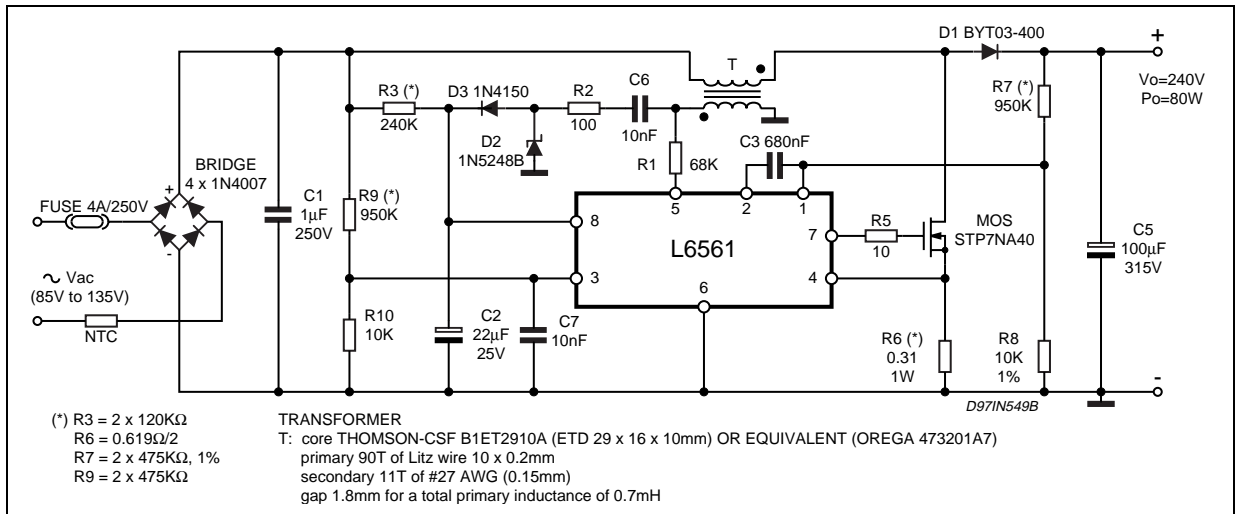 D1 BYT03-400
+
T
Vo=240V
Po=80W
R7 (*)
950K
C6
10nF
R3 (*)
240K
D3 1N4150
R2
100
D2
1N5248B
C3 680nF
R1
68K
BRIDGE
4 x 1N4007
+
-
FUSE 4A/250V
C1
1µF
250V
R9 (*)
950K
5
2
1
8
7
L6561
3
4
6
R5
10
MOS
STP7NA40
C5
100µF
315V
~ Vac
(85V to 135V)
NTC
R10
10K
C2
22µF
25V
C7
10nF
R6 (*)
0.31
1W
R8
10K
1%
-
D97IN549B
(*) R3 = 2 x 120KΩ
R6 = 0.619Ω/2
R7 = 2 x 475KΩ, 1%
R9 = 2 x 475KΩ
TRANSFORMER
T: core THOMSON-CSF B1ET2910A (ETD 29 x 16 x 10mm) OR EQUIVALENT (OREGA 473201A7)
primary 90T of Litz wire 10 x 0.2mm
secondary 11T of #27 AWG (0.15mm)
gap 1.8mm for a total primary inductance of 0.7mH